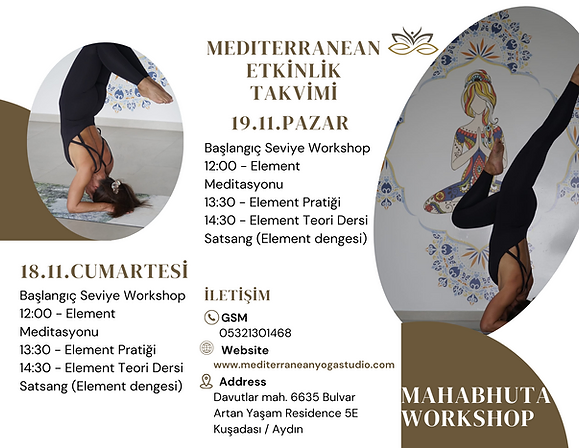 MEDITERRANEAN
ETKİNLİK
TAKVİMİ
19.11.PAZAR
Başlangıç Seviye Workshop
12:00 - Element
Meditasyonu
13:30 - Element Pratiği
14:30 - Element Teori Dersi
Satsang (Element dengesi)
18.11.CUMARTESİ
Başlangıç Seviye Workshop
12:00 - Element
Meditasyonu
13:30 - Element Pratiği
14:30 - Element Teori Dersi
Satsang (Element dengesi)
İLETİŞİM
GSM
05321301468
Website
www.mediterraneanyogastudio.com
Address
Davutlar mah. 6635 Bulvar
Artan Yaşam Residence 5E
Kuşadası / Aydın
MAHABHUTA
WORKSHOP